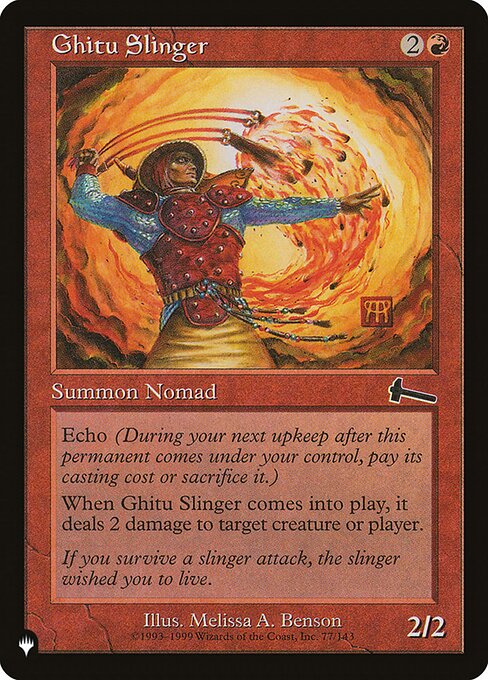 Ghitu Slinger 2
Summon Nomad
Echo (During your next upkeep after this
permanent comes under your control, pay its
casting cost or sacrifice it.)
When Ghitu Slinger comes into play, it
deals 2 damage to target creature or player.
If you survive a slinger attack, the slinger
wished you to live.
Illus. Melissa A. Benson
©1993–1999 Wizards of the Coast, Inc. 77/143
2/2